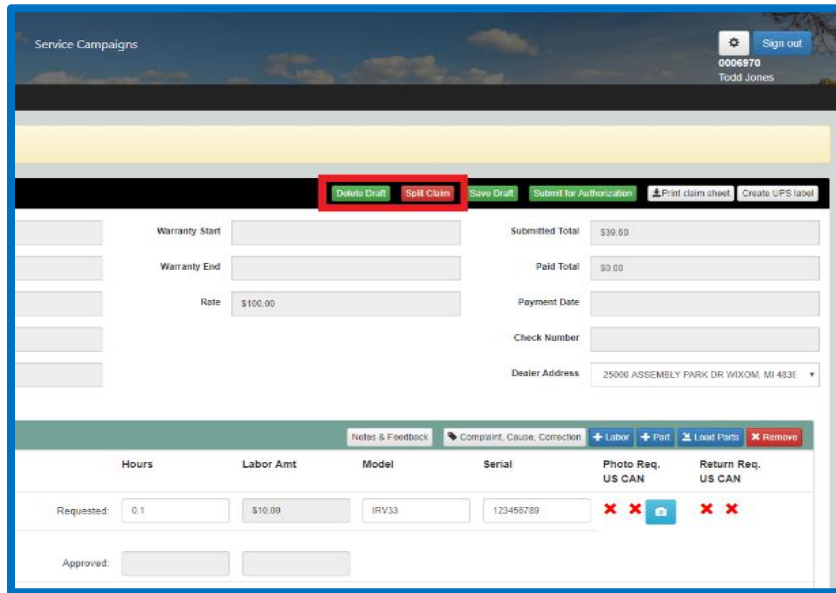 Service Campaigns
Sign out
0006970
Todd Jones
Delete Draft Split Claim Save Draft Submit for Authorization Print claim sheet Create UPS label
Warranty Start Submitted Total $39.60
Warranty End Paid Total $0.00
Rate $100.00 Payment Date
Check Number
Dealer Address 25000 ASSEMBLY PARK DR WIXOM, MI 4839
Notes & Feedback Complaint, Cause, Correction Labor Part Load Parts Remove
Hours Labor Amt Model Serial Photo Req. Return Req.
US CAN US CAN
Requested: 0.1 $10.00 IRV33 123456789
Approved: